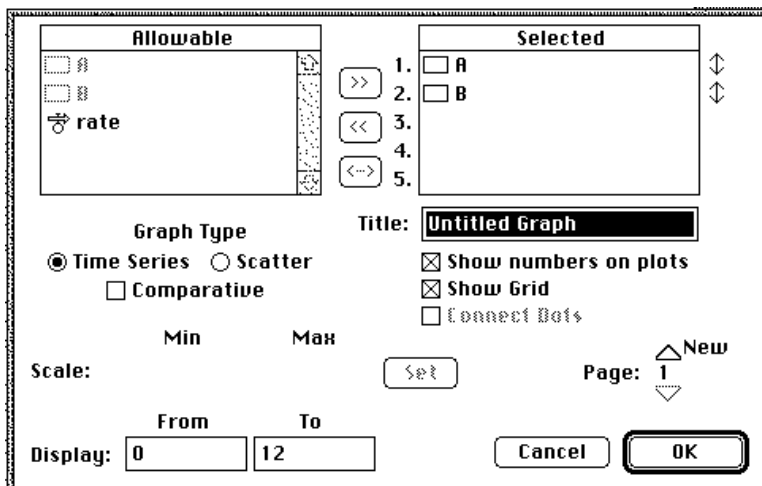 Allowable
A
B
rate
>>
<<
<-->
Selected
1. A
2. B
3.
4.
5.
Graph Type
Time Series Scatter
Comparative
Title: Untitled Graph
Show numbers on plots
Show Grid
Connect Dots
Min Max
Scale:
Set
Page: 1 New
From To
Display: 0 12
Cancel OK